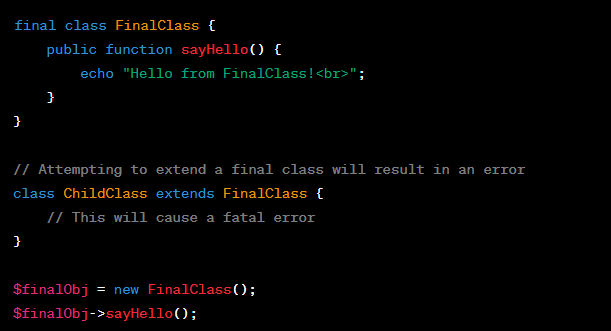 final class FinalClass {
    public function sayHello() {
        echo "Hello from FinalClass!<br>";
    }
}

// Attempting to extend a final class will result in an error
class ChildClass extends FinalClass {
    // This will cause a fatal error
}

$finalObj = new FinalClass();
$finalObj->sayHello();